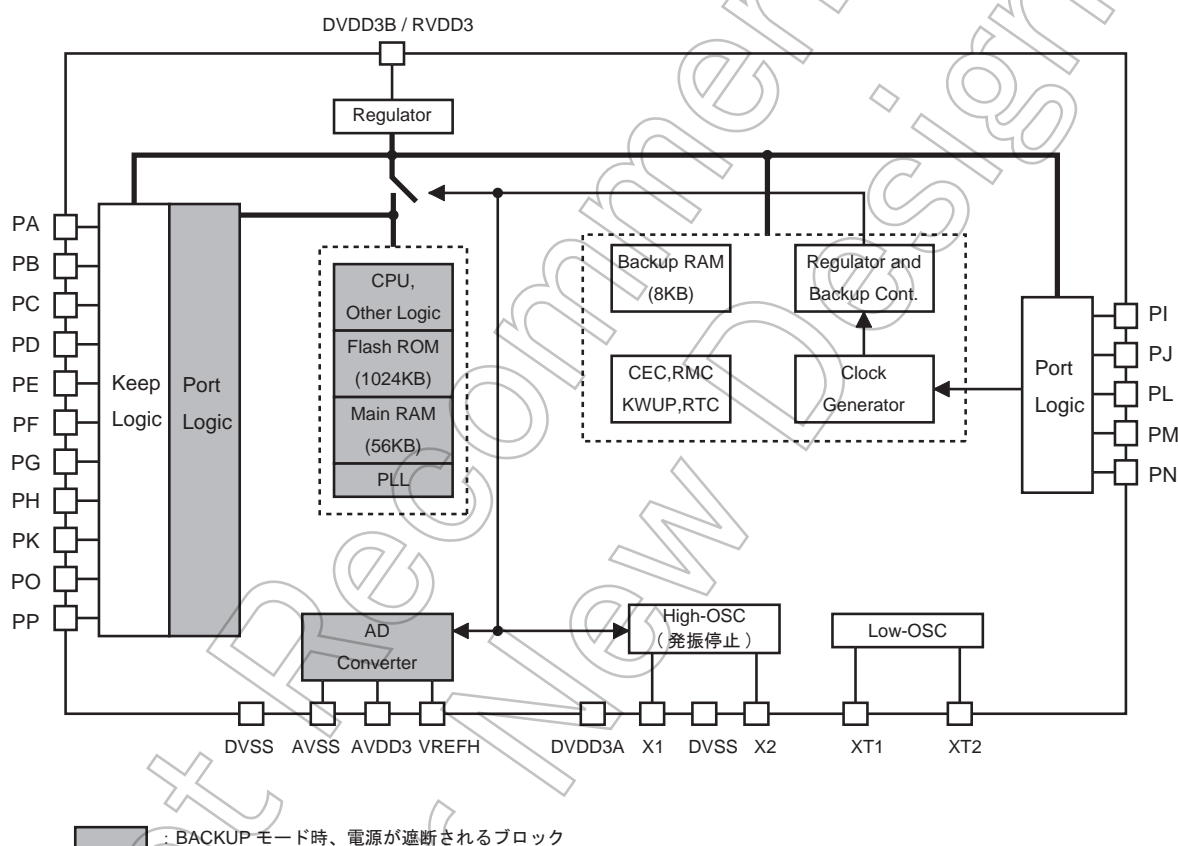 DVDD3B / RVDD3
Regulator
PA
PB
PC
PD
PE
PF
PG
PH
PK
PO
PP
Keep
Logic
Port
Logic
CPU,
Other Logic
Flash ROM
(1024KB)
Main RAM
(56KB)
PLL
Backup RAM
(8KB)
Regulator and
Backup Cont.
CEC,RMC
KWUP,RTC
Clock
Generator
Port
Logic
PI
PJ
PL
PM
PN
AD
Converter
High-OSC
( 発振停止 )
Low-OSC
DVSS AVSS AVDD3 VREFH DVDD3A X1 DVSS X2 XT1 XT2
: BACKUP モード時、電源が遮断されるブロック
Recommen
New Design